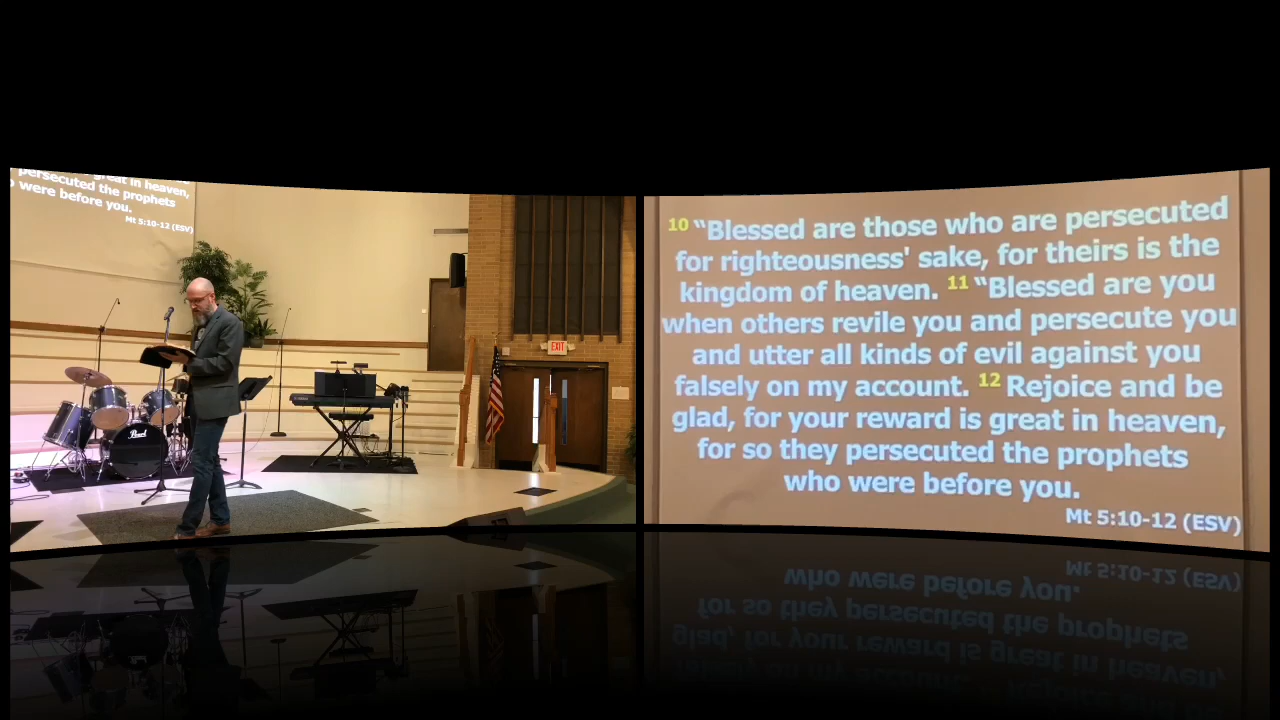 persecuted the prophets
were before you.
Mt 5:10-12 (ESV)
EXIT
Pearl
10 “Blessed are those who are persecuted
for righteousness' sake, for theirs is the
kingdom of heaven. 11 “Blessed are you
when others revile you and persecute you
and utter all kinds of evil against you
falsely on my account. 12 Rejoice and be
glad, for your reward is great in heaven,
for so they persecuted the prophets
who were before you.
Mt 5:10-12 (ESV)